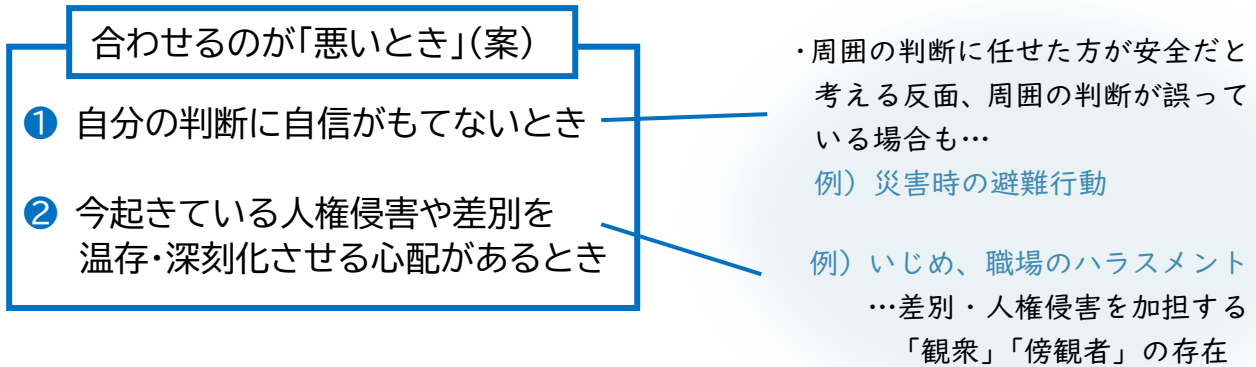 合わせるのが「悪いとき」(案)
❶ 自分の判断に自信がもてないとき
❷ 今起きている人権侵害や差別を
温存・深刻化させる心配があるとき
・周囲の判断に任せた方が安全だと
考える反面、周囲の判断が誤って
いる場合も…
例）災害時の避難行動
例）いじめ、職場のハラスメント
…差別・人権侵害を加担する
「観衆」「傍観者」の存在